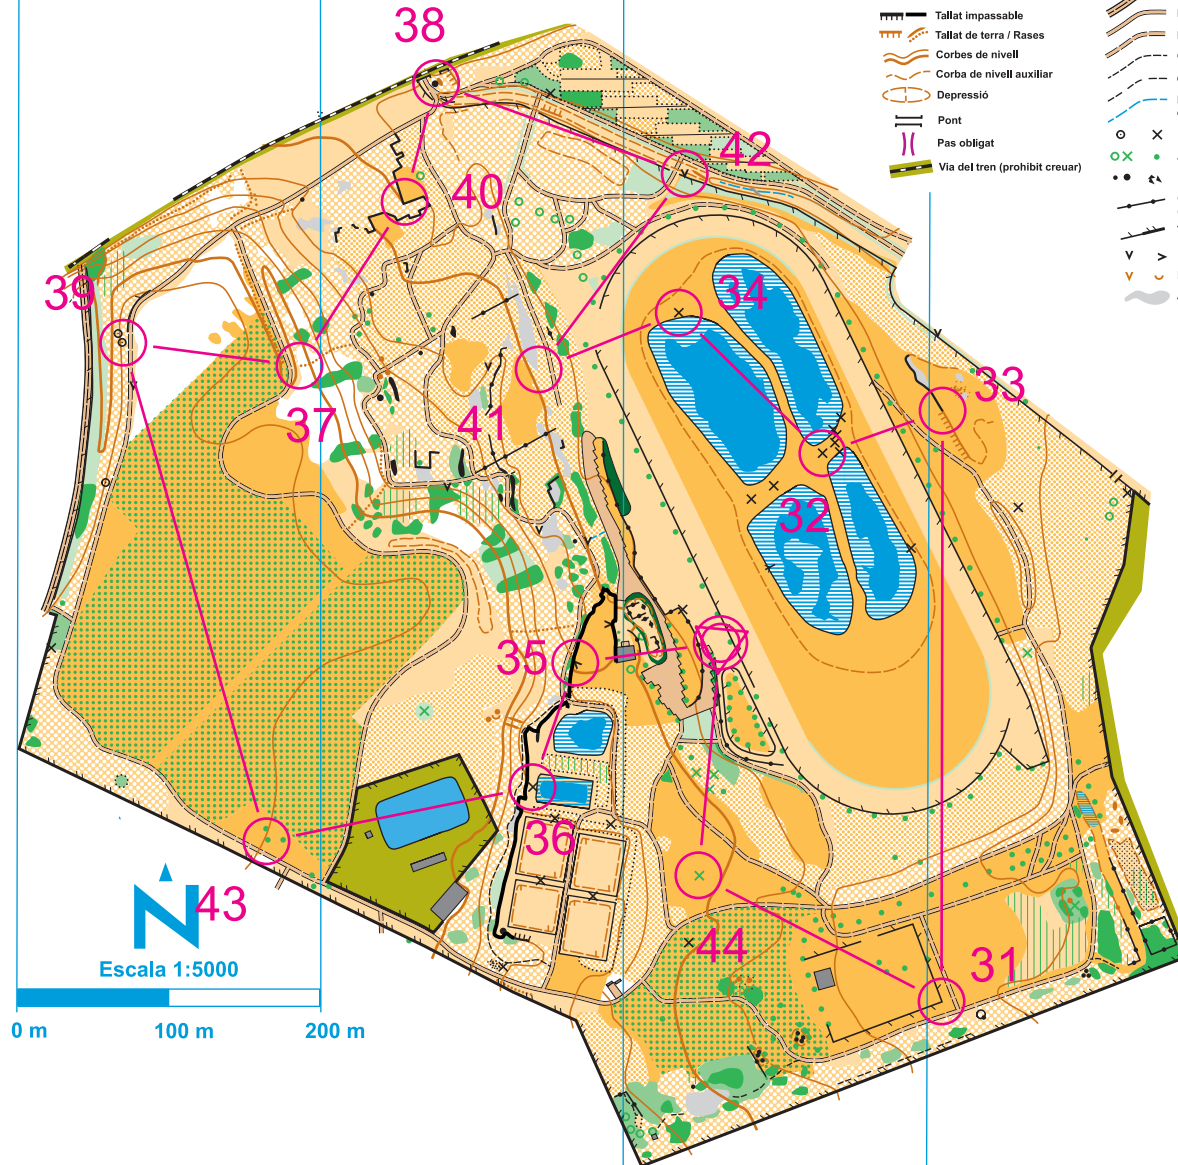 38
Tallat impassable
Tallat de terra / Rases
Corbes de nivell
Corba de nivell auxiliar
Depressió
Pont
Pas obligat
Via del tren (prohibit creuar)
42
40
39
34
33
37
41
32
35
36
43
44
31
N
Escala 1:5000
0 m
100 m
200 m